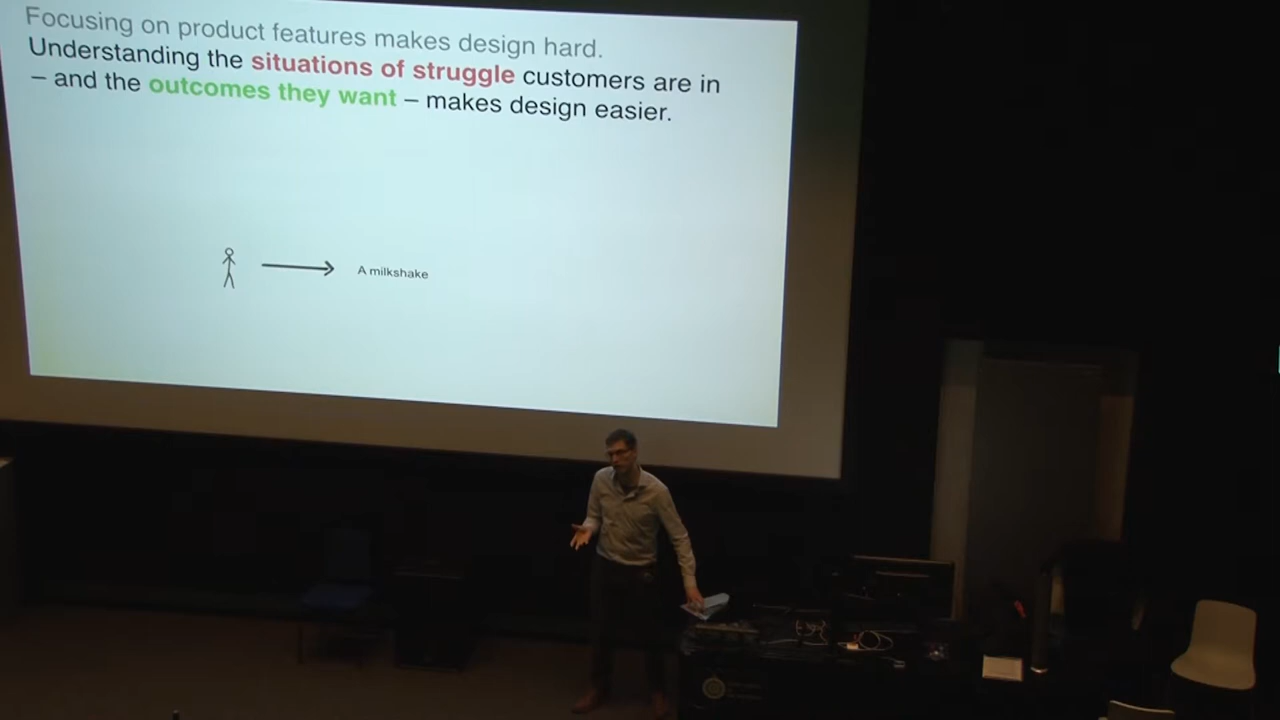 Focusing on product features makes design hard.
Understanding the situations of struggle customers are in
– and the outcomes they want – makes design easier.
A milkshake